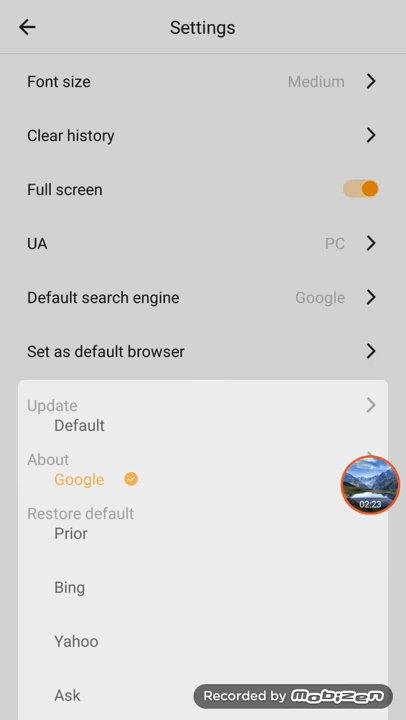 Settings
Font size Medium
Clear history
Full screen
UA PC
Default search engine Google
Set as default browser
Update
Default
About
Google
Restore default
Prior
Bing
Yahoo
Ask
02:23
Recorded by mobizen